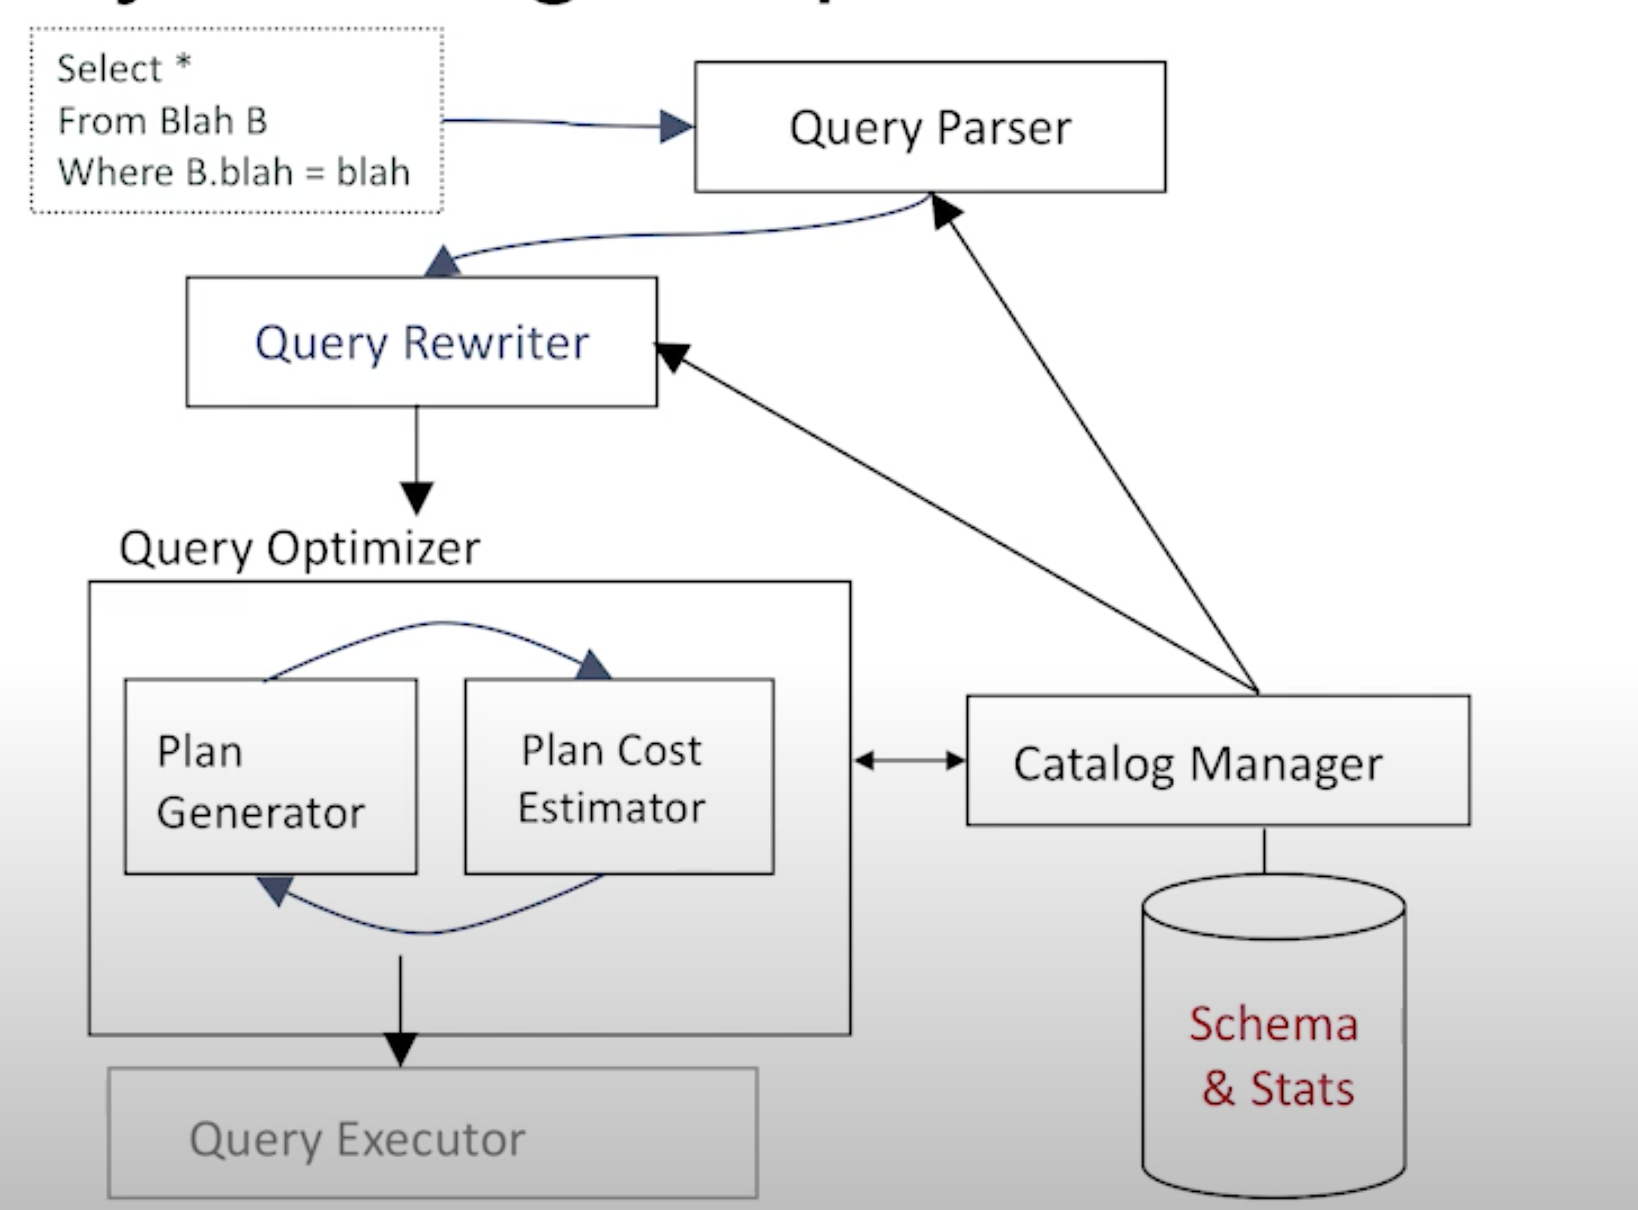 Select *
From Blah B
Where B.blah = blah
Query Parser
Query Rewriter
Query Optimizer
Plan
Generator
Plan Cost
Estimator
Catalog Manager
Schema
& Stats
Query Executor